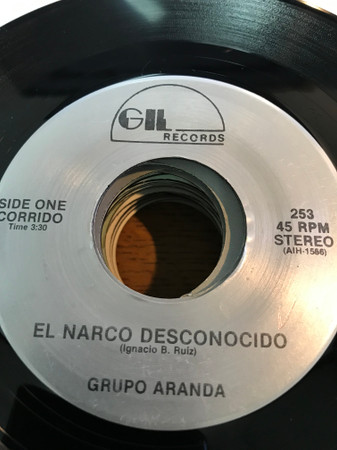 GIL
RECORDS
SIDE ONE
CORRIDO
Time 3:30
253
45 RPM
STEREO
(AIH-1586)
EL NARCO DESCONOCIDO
(Ignacio B. Ruiz)
GRUPO ARANDA